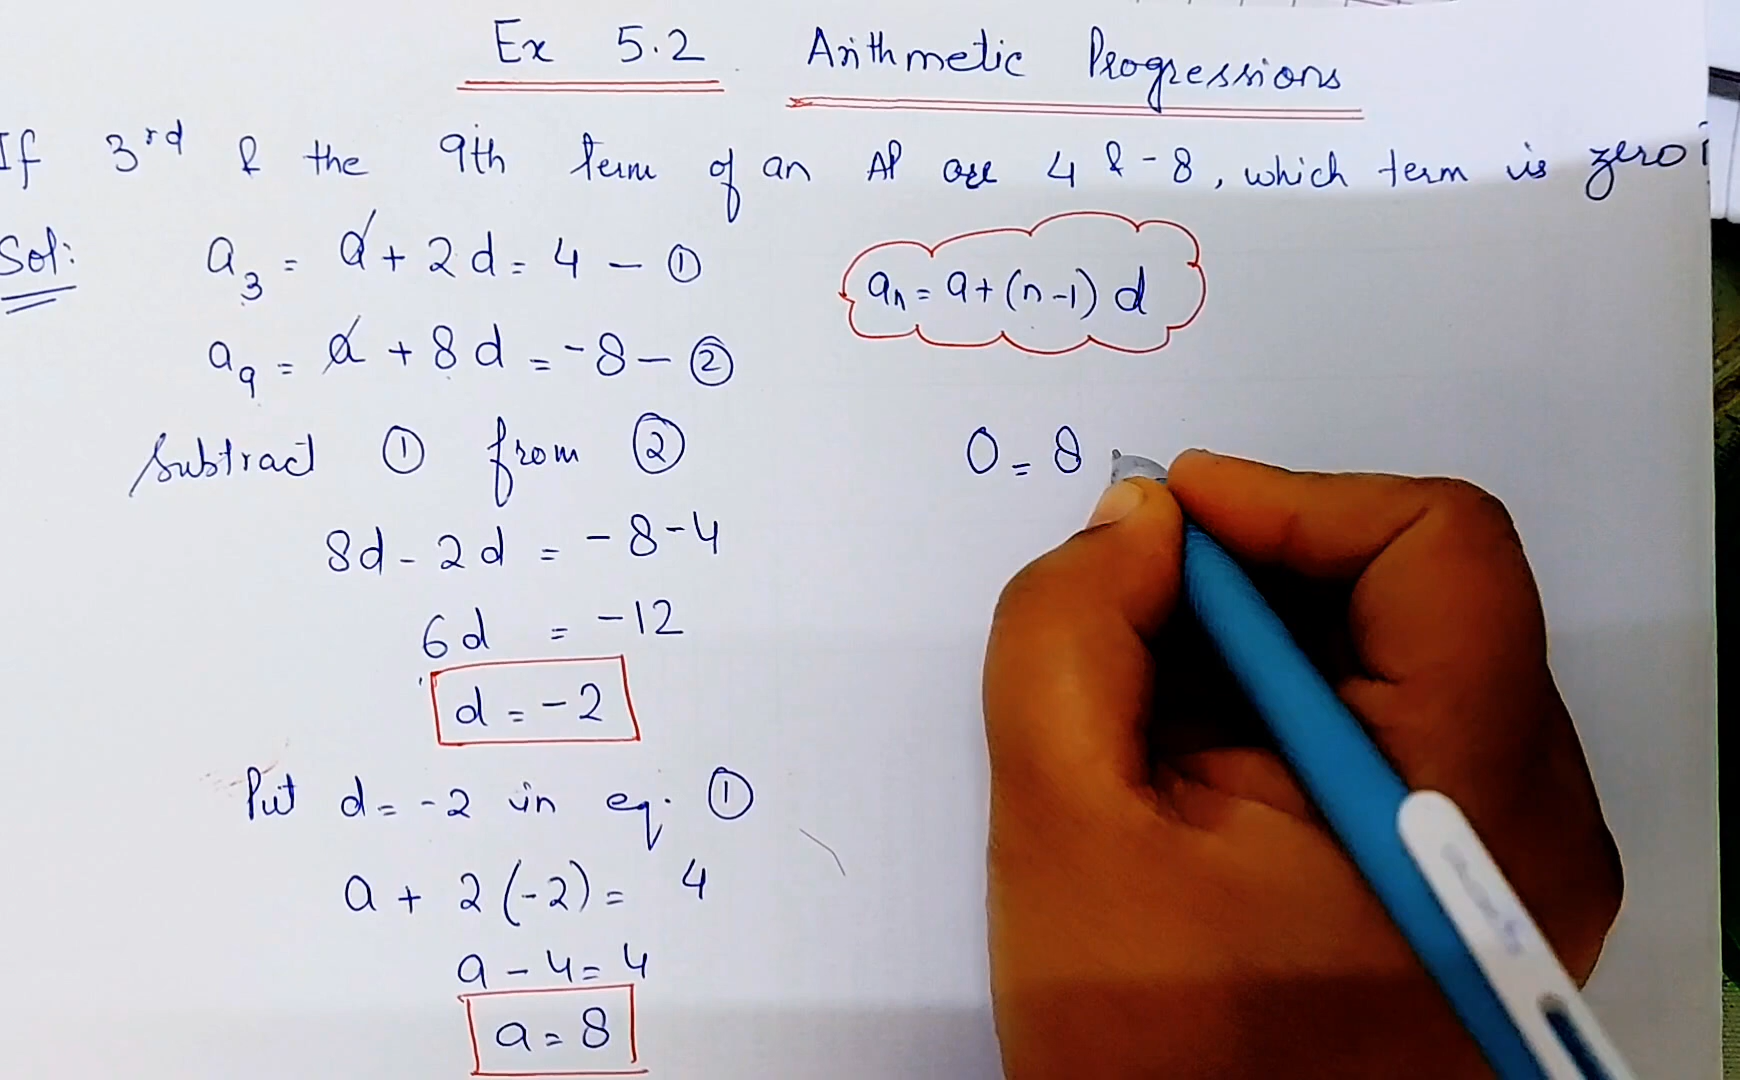 Ex 5.2 Arithmetic Progressions
If 3rd & the 9th term of an AP are 4 & -8, which term is zero?
Sol:
a₃ = a + 2d = 4 - ①
aₙ = a + (n-1) d
a₉ = a + 8d = -8 - ②
Subtract ① from ②
0 = 8
8d - 2d = -8-4
6d = -12
d = -2
Put d = -2 in eq. ①
a + 2(-2) = 4
a - 4 = 4
a = 8